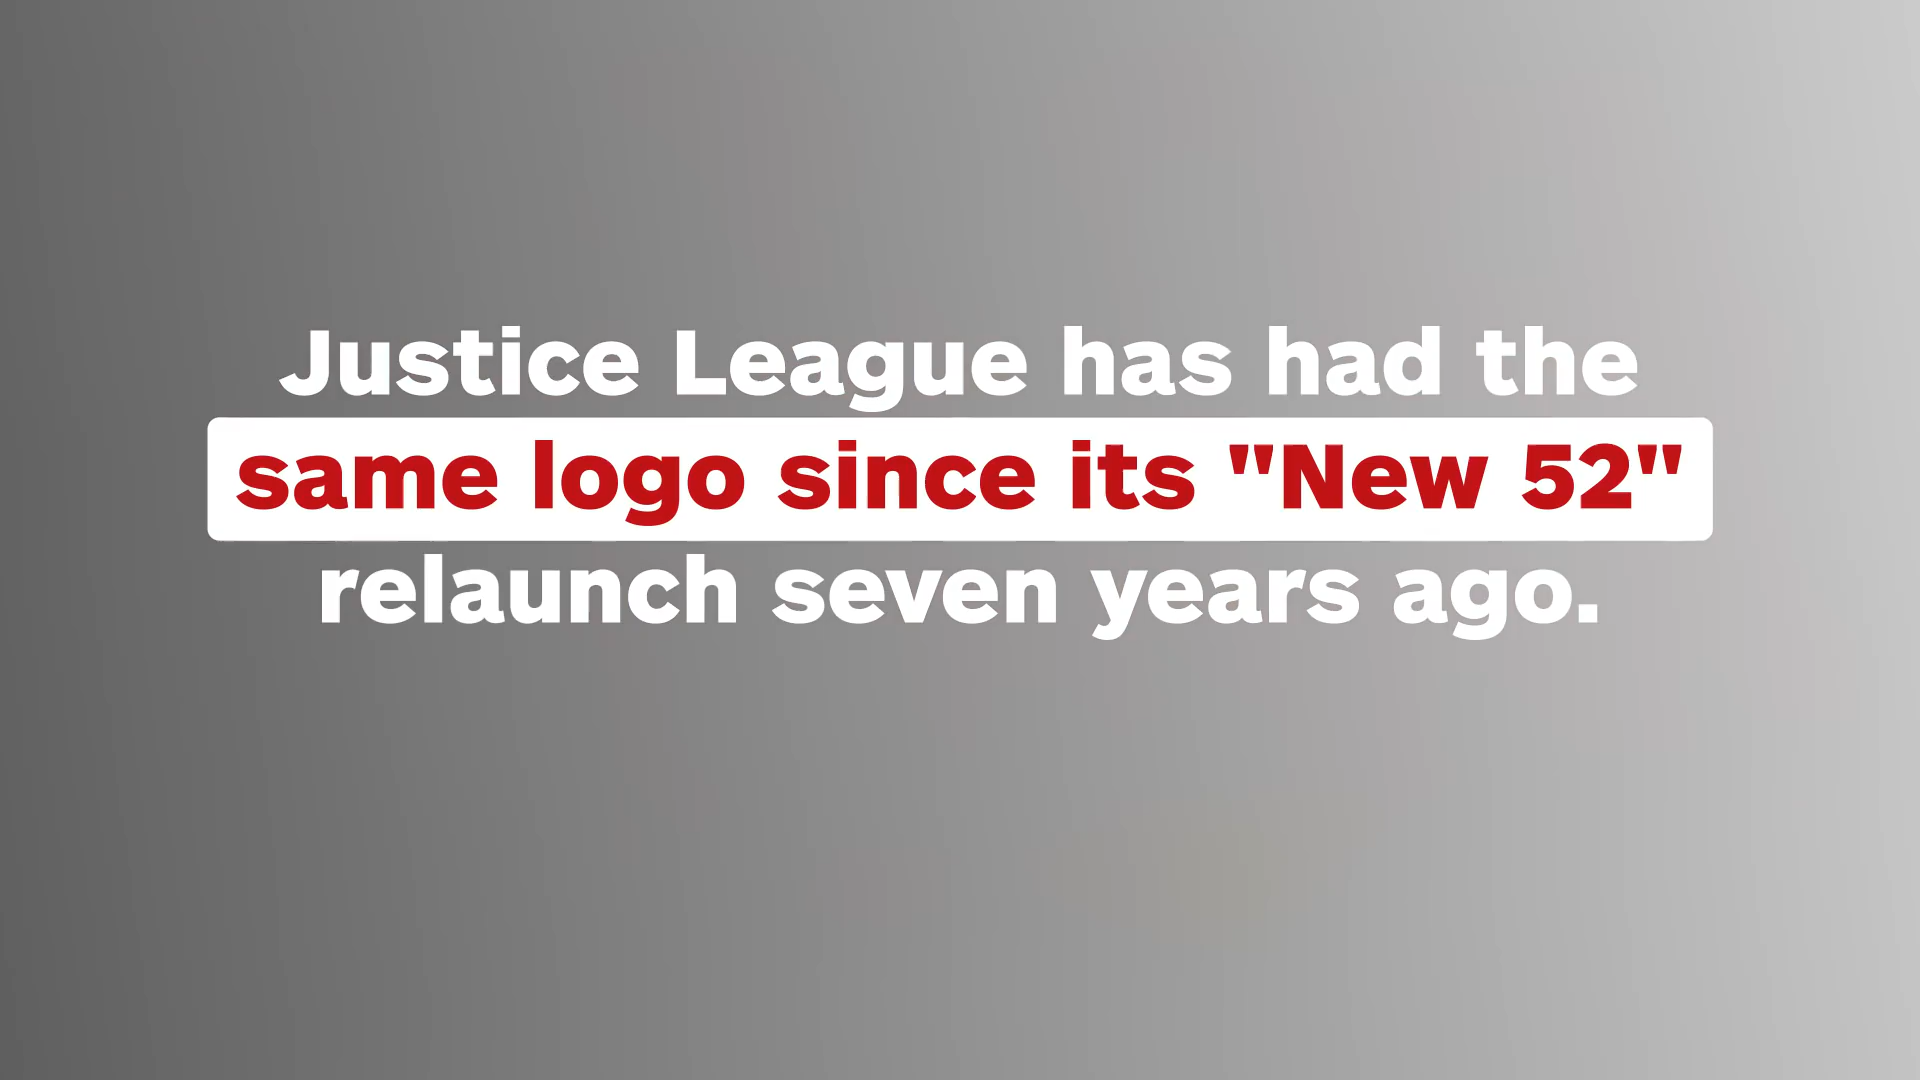 Justice League has had the
same logo since its "New 52"
relaunch seven years ago.